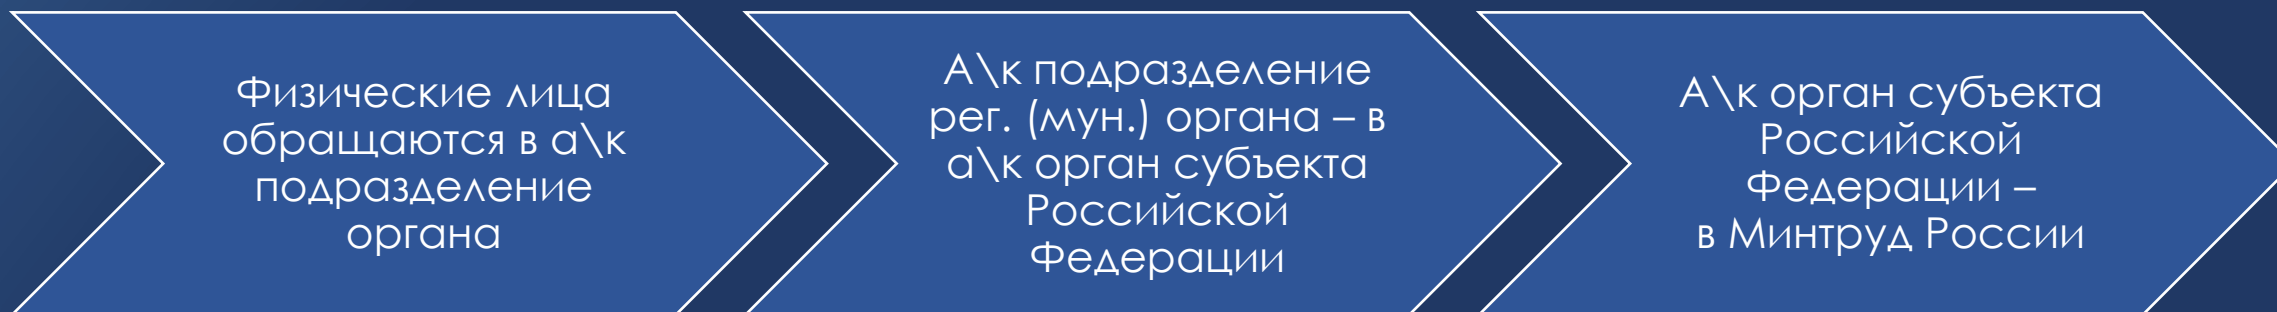 Физические лица
обращаются в а\к
подразделение
органа
А\к подразделение
рег. (мун.) органа – в
а\к орган субъекта
Российской
Федерации
А\к орган субъекта
Российской
Федерации –
в Минтруд России